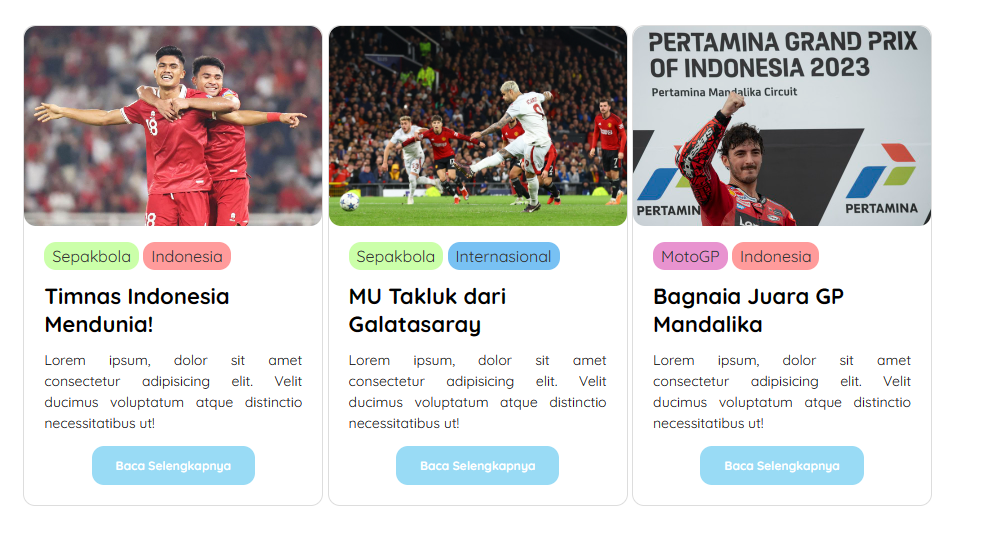 PERTAMINA GRAND PRIX
OF INDONESIA 2023
Pertamina Mandalika Circuit
PERTAMINA
Sepakbola Indonesia
Timnas Indonesia
Mendunia!
Lorem ipsum, dolor sit amet
consectetur adipisicing elit. Velit
ducimus voluptatum atque distinctio
necessitatibus ut!
Baca Selengkapnya
Sepakbola Internasional
MU Takluk dari
Galatasaray
Lorem ipsum, dolor sit amet
consectetur adipisicing elit. Velit
ducimus voluptatum atque distinctio
necessitatibus ut!
Baca Selengkapnya
MotoGP Indonesia
Bagnaia Juara GP
Mandalika
Lorem ipsum, dolor sit amet
consectetur adipisicing elit. Velit
ducimus voluptatum atque distinctio
necessitatibus ut!
Baca Selengkapnya